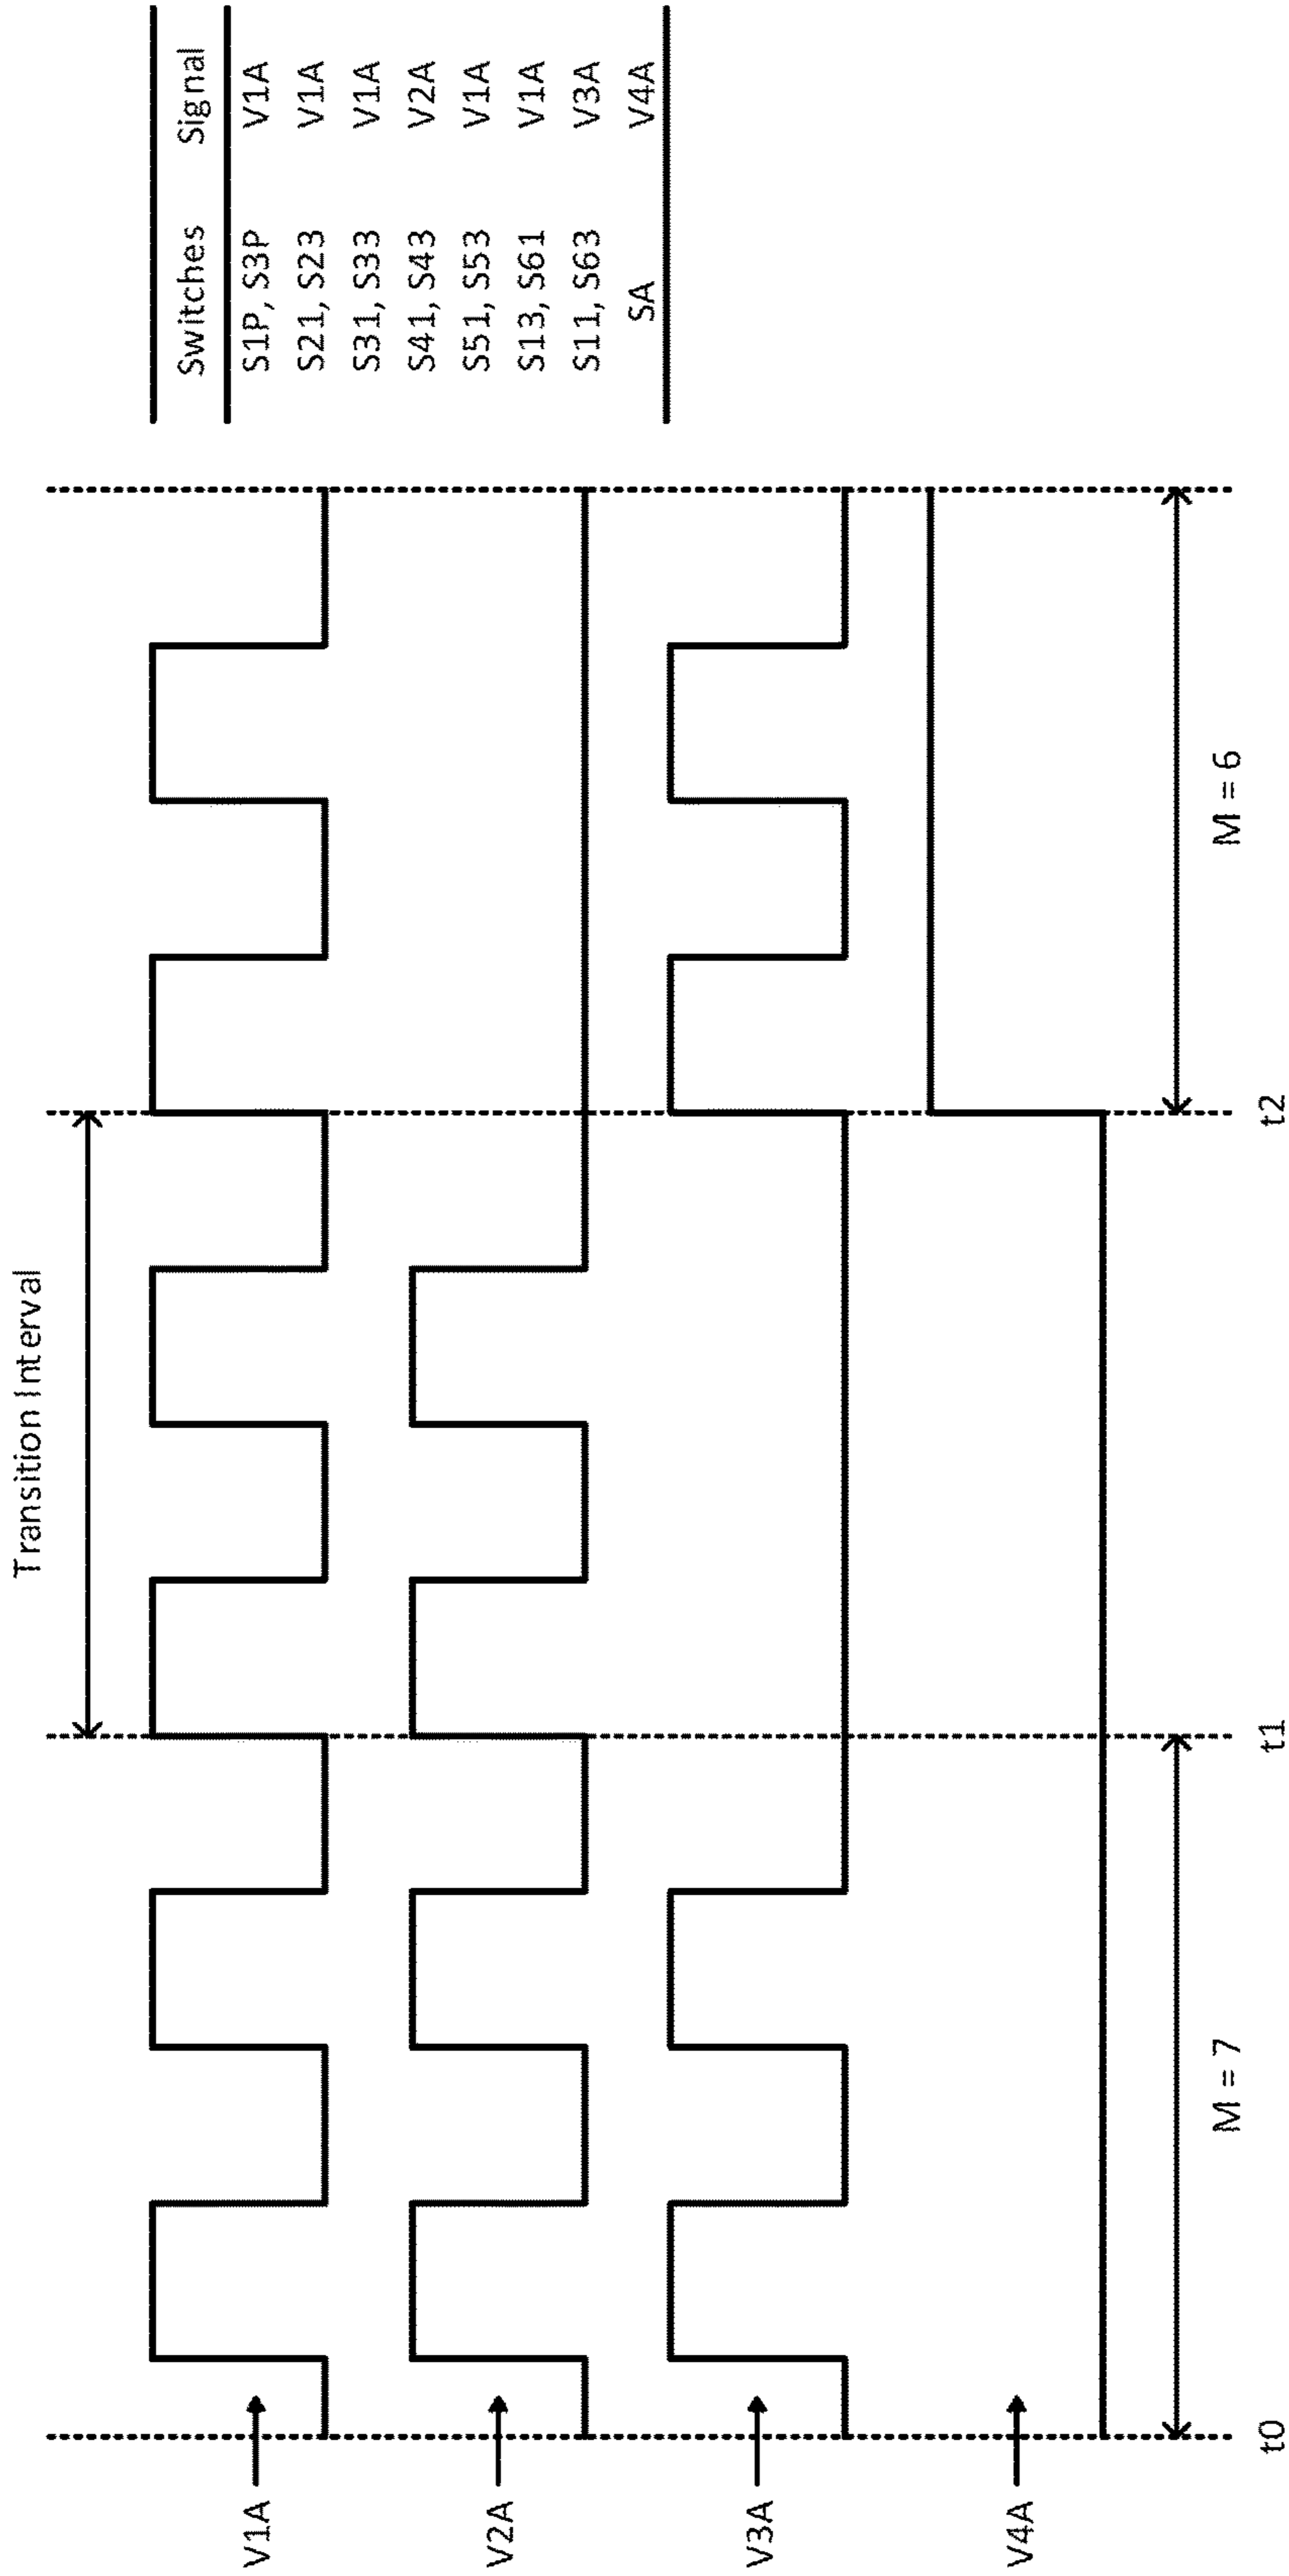 Transition Interval
V1A
V2A
V3A
V4A
M = 7
M = 6
t0
t1
t2
Switches Signal
S1P, S3P V1A
S21, S23 V1A
S31, S33 V1A
S41, S43 V2A
S51, S53 V1A
S13, S61 V1A
S11, S63 V3A
SA V4A